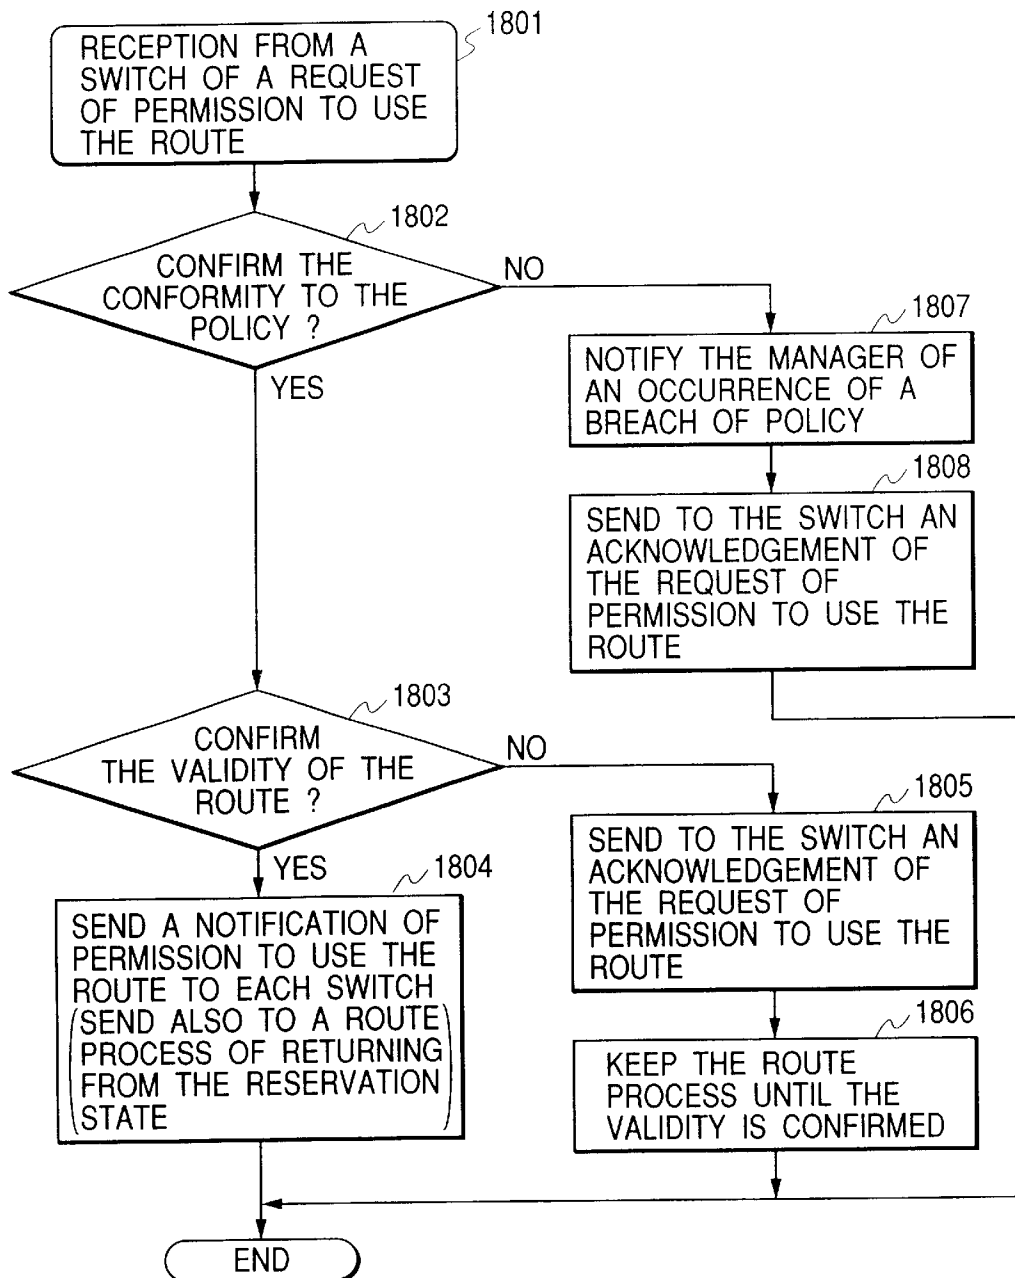 1801
RECEPTION FROM A
SWITCH OF A REQUEST
OF PERMISSION TO USE
THE ROUTE
1802
CONFIRM THE
CONFORMITY TO THE
POLICY ?
NO
YES
1807
NOTIFY THE MANAGER OF
AN OCCURRENCE OF A
BREACH OF POLICY
1808
SEND TO THE SWITCH AN
ACKNOWLEDGEMENT OF
THE REQUEST OF
PERMISSION TO USE THE
ROUTE
1803
CONFIRM
THE VALIDITY OF THE
ROUTE ?
NO
YES
1805
SEND TO THE SWITCH AN
ACKNOWLEDGEMENT OF
THE REQUEST OF
PERMISSION TO USE THE
ROUTE
1804
SEND A NOTIFICATION OF
PERMISSION TO USE THE
ROUTE TO EACH SWITCH
(SEND ALSO TO A ROUTE
PROCESS OF RETURNING
FROM THE RESERVATION
STATE)
1806
KEEP THE ROUTE
PROCESS UNTIL THE
VALIDITY IS CONFIRMED
END